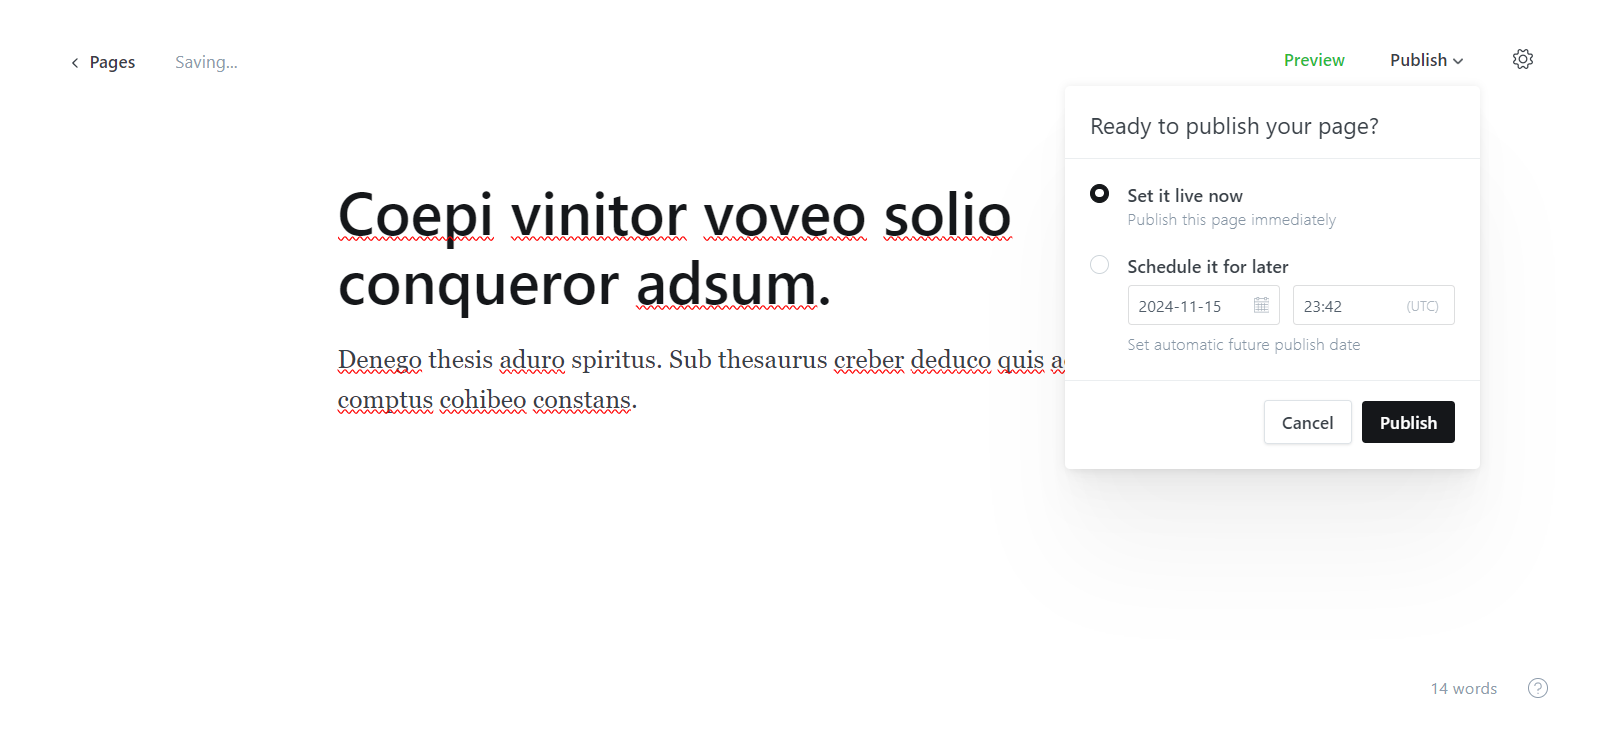 Pages
Saving...
Preview
Publish
Ready to publish your page?
Set it live now
Publish this page immediately
Schedule it for later
2024-11-15
23:42
(UTC)
Set automatic future publish date
Cancel
Publish
Coepi vinitor voveo solio
conqueror adsum.
Denego thesis aduro spiritus. Sub thesaurus creber deduco quis
comptus cohibeo constans.
14 words